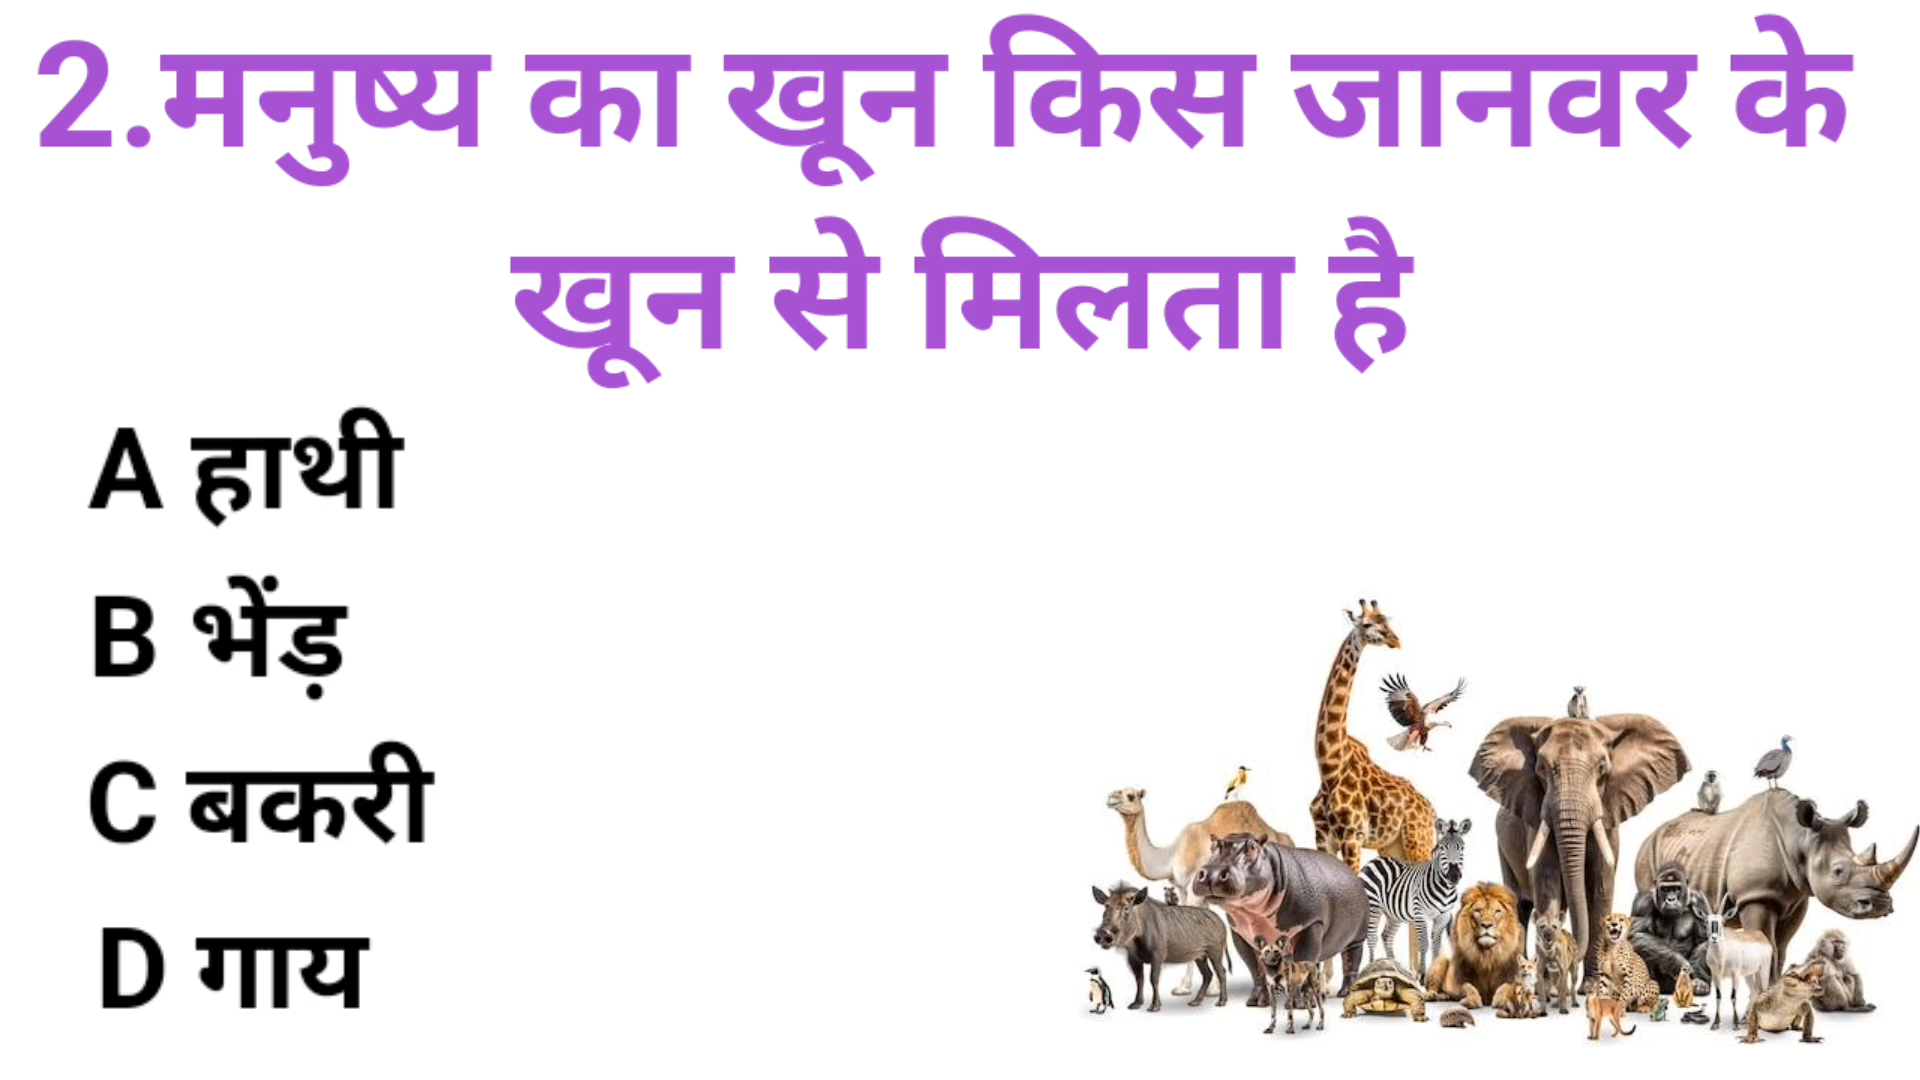 2.मनुष्य का खून किस जानवर के
खून से मिलता है
A हाथी
B भेंड़
C बकरी
D गाय